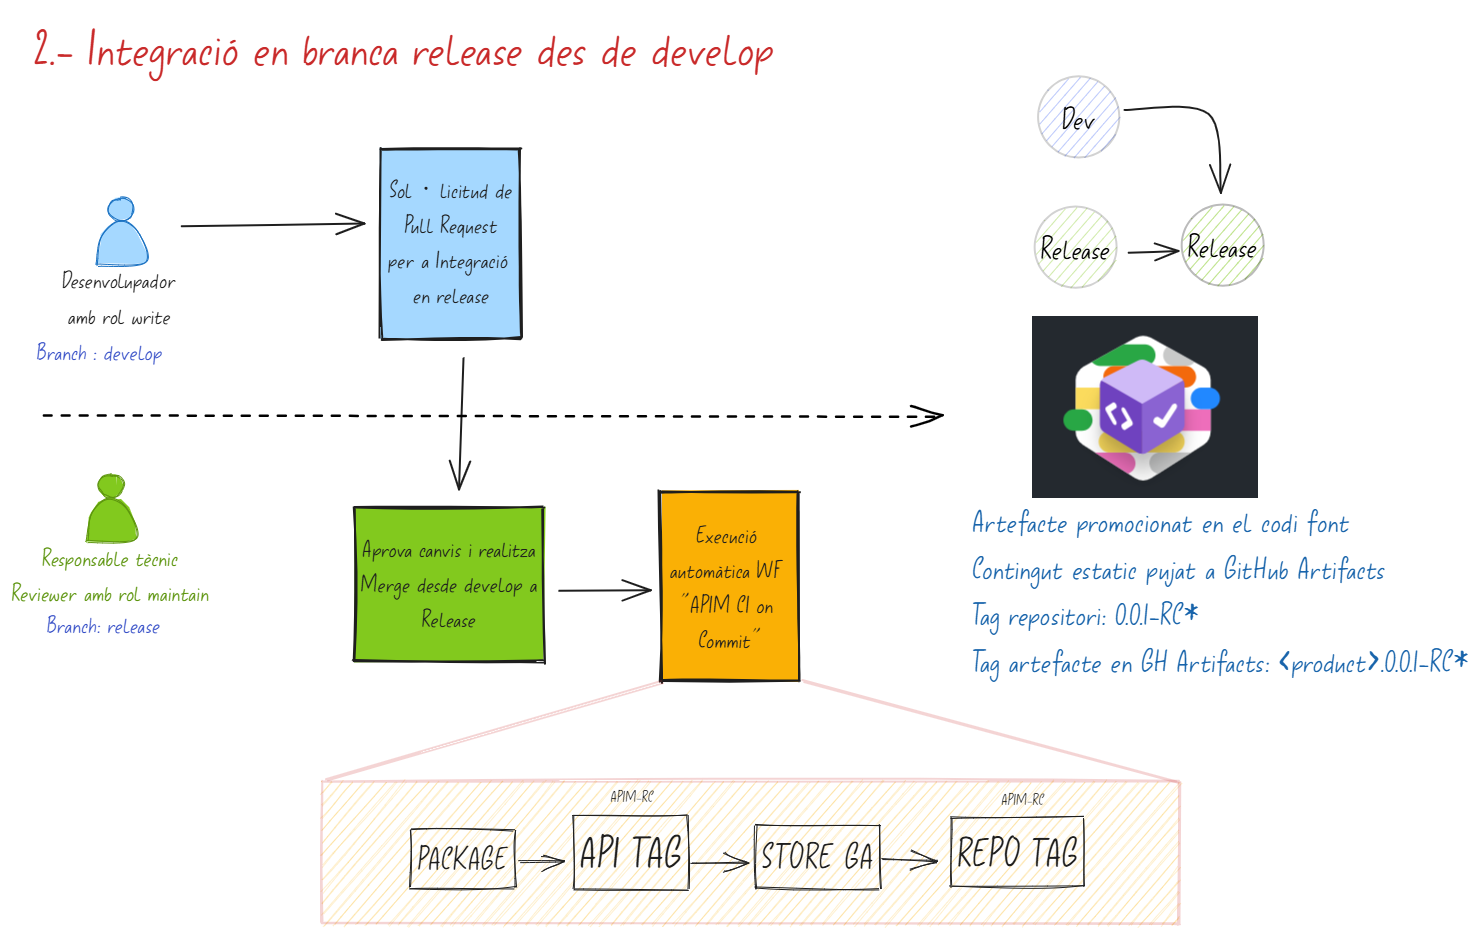 2.- Integració en branca release des de develop
Dev
Release
Release
Sol · licitud de
Pull Request
per a Integració
en release
Desenvolupador
amb rol write
Branch : develop
Responsable tècnic
Reviewer amb rol maintain
Branch: release
Aprova canvis i realitza
Merge desde develop a
Release
Execució
automàtica WF
"APIM CI on
Commit"
Artefacte promocionat en el codi font
Contingut estatic pujat a GitHub Artifacts
Tag repositori: 0.0.1-RC*
Tag artefacte en GH Artifacts: <product>.0.0.1-RC*
APIM-RC
APIM-RC
PACKAGE
API TAG
STORE GA
REPO TAG